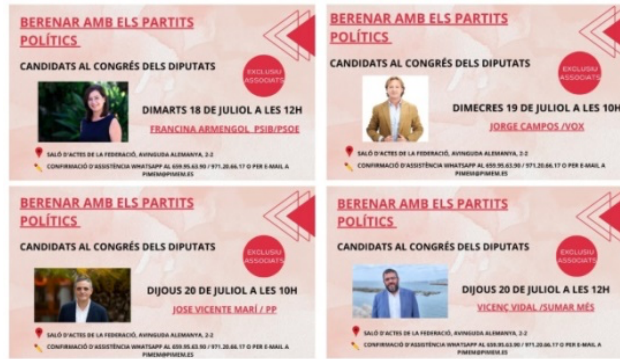 BERENAR AMB ELS PARTITS
POLÍTICS
CANDIDATS AL CONGRÉS DELS DIPUTATS
EXCLUSIU
ASSOCIATS
DIMARTS 18 DE JULIOL A LES 12H
FRANCINA ARMENGOL PSIB/PSOE
SALÓ D'ACTES DE LA FEDERACIÓ, AVINGUDA ALEMANYA, 2-2
CONFIRMACIÓ D'ASSISTÈNCIA WHATSAPP AL 659.95.63.90 / 971.20.66.17 O PER E-MAIL A
PIMEM@PIMEM.ES
BERENAR AMB ELS PARTITS
POLÍTICS
CANDIDATS AL CONGRÉS DELS DIPUTATS
EXCLUSIU
ASSOCIATS
DIMECRES 19 DE JULIOL A LES 10H
JORGE CAMPOS /VOX
SALÓ D'ACTES DE LA FEDERACIÓ, AVINGUDA ALEMANYA, 2-2
CONFIRMACIÓ D'ASSISTÈNCIA WHATSAPP AL 659.95.63.90 / 971.20.66.17 O PER E-MAIL A
PIMEM@PIMEM.ES
BERENAR AMB ELS PARTITS
POLÍTICS
CANDIDATS AL CONGRÉS DELS DIPUTATS
EXCLUSIU
ASSOCIATS
DIJOUS 20 DE JULIOL A LES 10H
JOSE VICENTE MARÍ / PP
SALÓ D'ACTES DE LA FEDERACIÓ, AVINGUDA ALEMANYA, 2-2
CONFIRMACIÓ D'ASSISTÈNCIA WHATSAPP AL 659.95.63.90 / 971.20.66.17 O PER E-MAIL A
PIMEM@PIMEM.ES
BERENAR AMB ELS PARTITS
POLÍTICS
CANDIDATS AL CONGRÉS DELS DIPUTATS
EXCLUSIU
ASSOCIATS
DIJOUS 20 DE JULIOL A LES 12H
VICENÇ VIDAL /SUMAR MÉS
SALÓ D'ACTES DE LA FEDERACIÓ, AVINGUDA ALEMANYA, 2-2
CONFIRMACIÓ D'ASSISTÈNCIA WHATSAPP AL 659.95.63.90 / 971.20.66.17 O PER E-MAIL A
PIMEM@PIMEM.ES